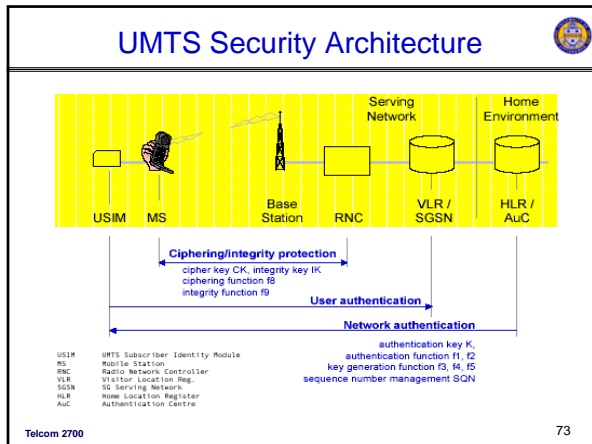 UMTS Security Architecture
Serving
Network
Home
Environment
USIM
MS
Base
Station
RNC
VLR /
SGSN
HLR /
AuC
Ciphering/integrity protection
cipher key CK, integrity key IK
ciphering function f8
integrity function f9
User authentication
Network authentication
authentication key K,
authentication function f1, f2
key generation function f3, f4, f5
sequence number management SQN
USIM UMTS Subscriber Identity Module
MS Mobile Station
RNC Radio Network Controller
VLR Visitor Location Reg.
SGSN SG Serving Network
HLR Home Location Register
AuC Authentication Centre
Telcom 2700
73